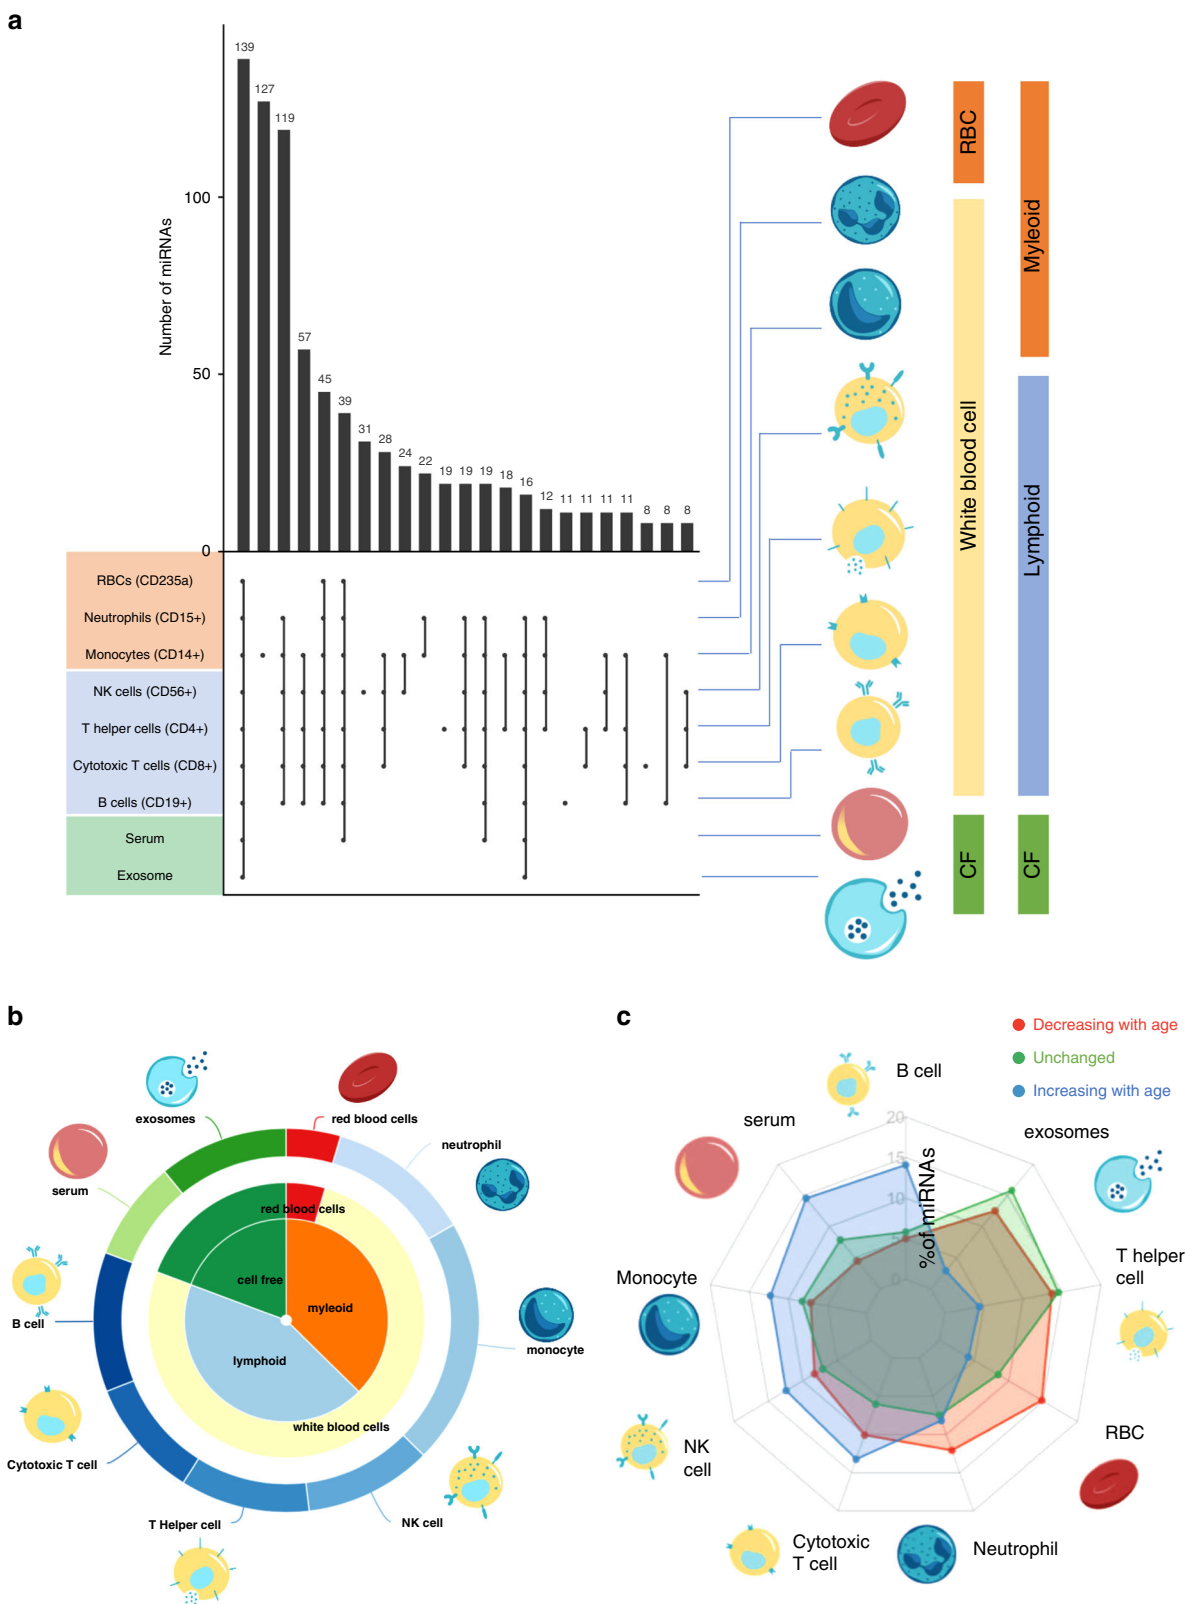 a
139
127
119
100
Number of miRNAs
57
50
45
39
31
28
24
22
19
19
19
18
16
12
11
11
11
11
8
8
8
0
RBCs (CD235a)
Neutrophils (CD15+)
Monocytes (CD14+)
NK cells (CD56+)
T helper cells (CD4+)
Cytotoxic T cells (CD8+)
B cells (CD19+)
Serum
Exosome
RBC
White blood cell
CF
Myleoid
Lymphoid
CF
b
exosomes
red blood cells
neutrophil
serum
red blood cells
cell free
myleoid
B cell
monocyte
lymphoid
white blood cells
Cytotoxic T cell
T Helper cell
NK cell
c
Decreasing with age
Unchanged
Increasing with age
B cell
20
15
10
5
0
%of miRNAs
serum
exosomes
Monocyte
T helper
cell
NK
cell
RBC
Cytotoxic
T cell
Neutrophil